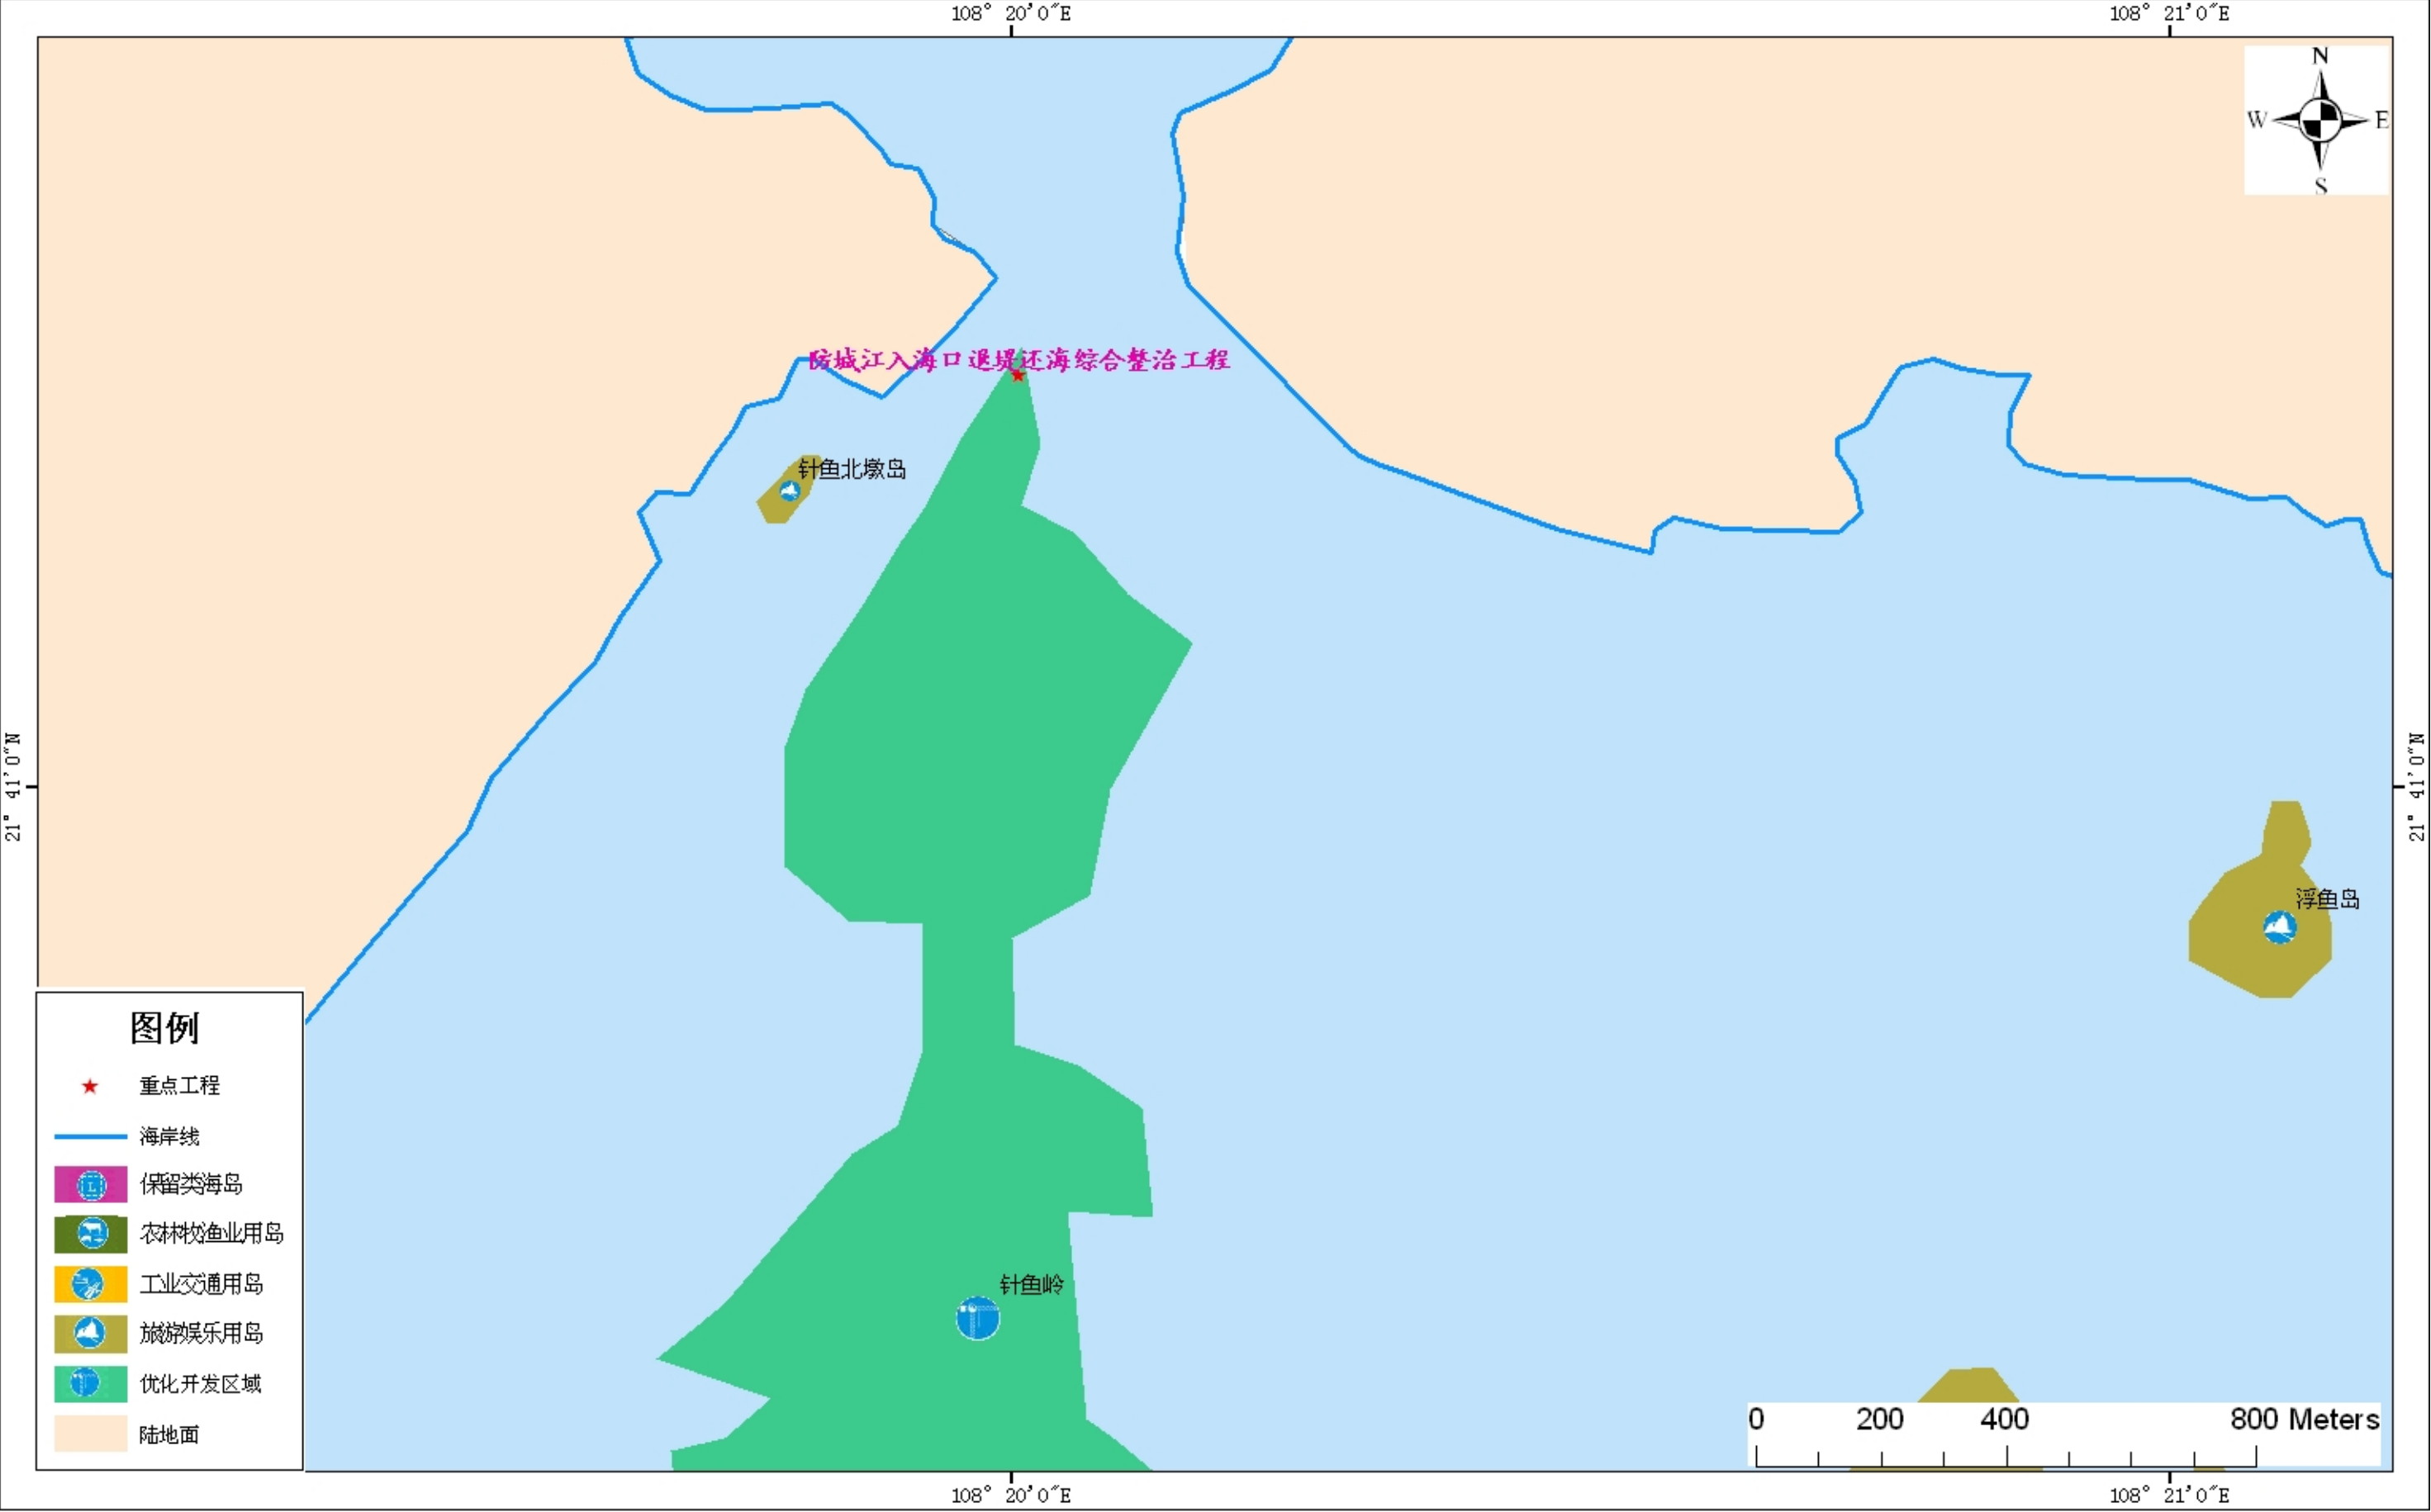 108° 20'0"E
108° 21'0"E
N
W
E
S
防城江入海口退堤还海综合整治工程
针鱼北墩岛
21° 41'0"N
21° 41'0"N
浮鱼岛
图例
重点工程
海岸线
L
保留类海岛
农林牧渔业用岛
工业交通用岛
旅游娱乐用岛
优化开发区域
陆地面
针鱼岭
0 200 400 800 Meters
108° 20'0"E
108° 21'0"E